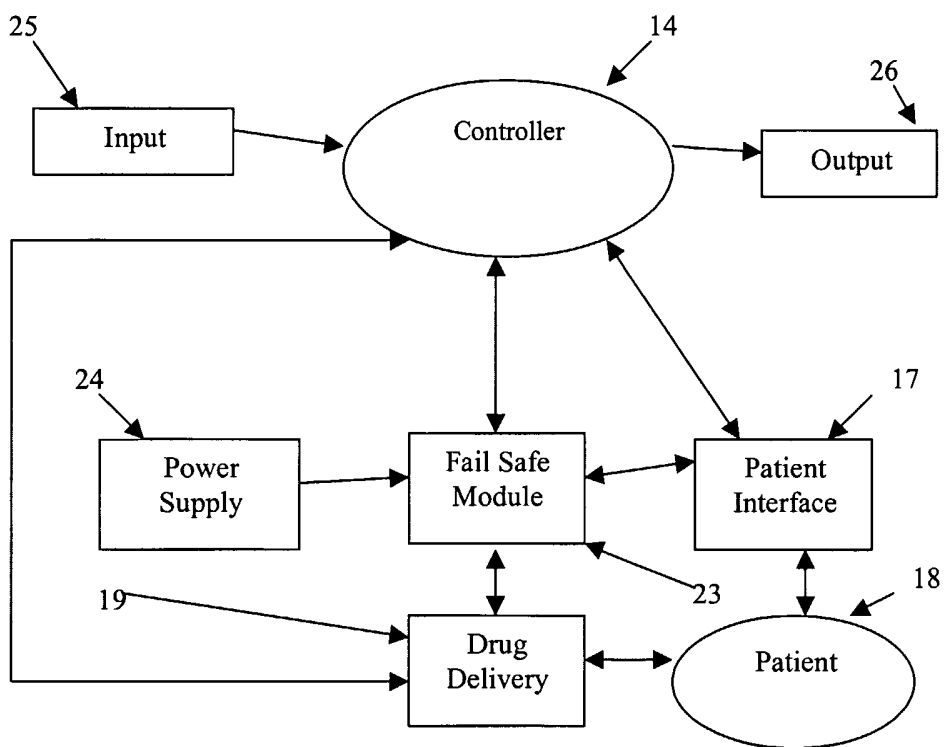 25
14
26
Input
Controller
Output
24
17
Power
Supply
Fail Safe
Module
Patient
Interface
19
23
18
Drug
Delivery
Patient